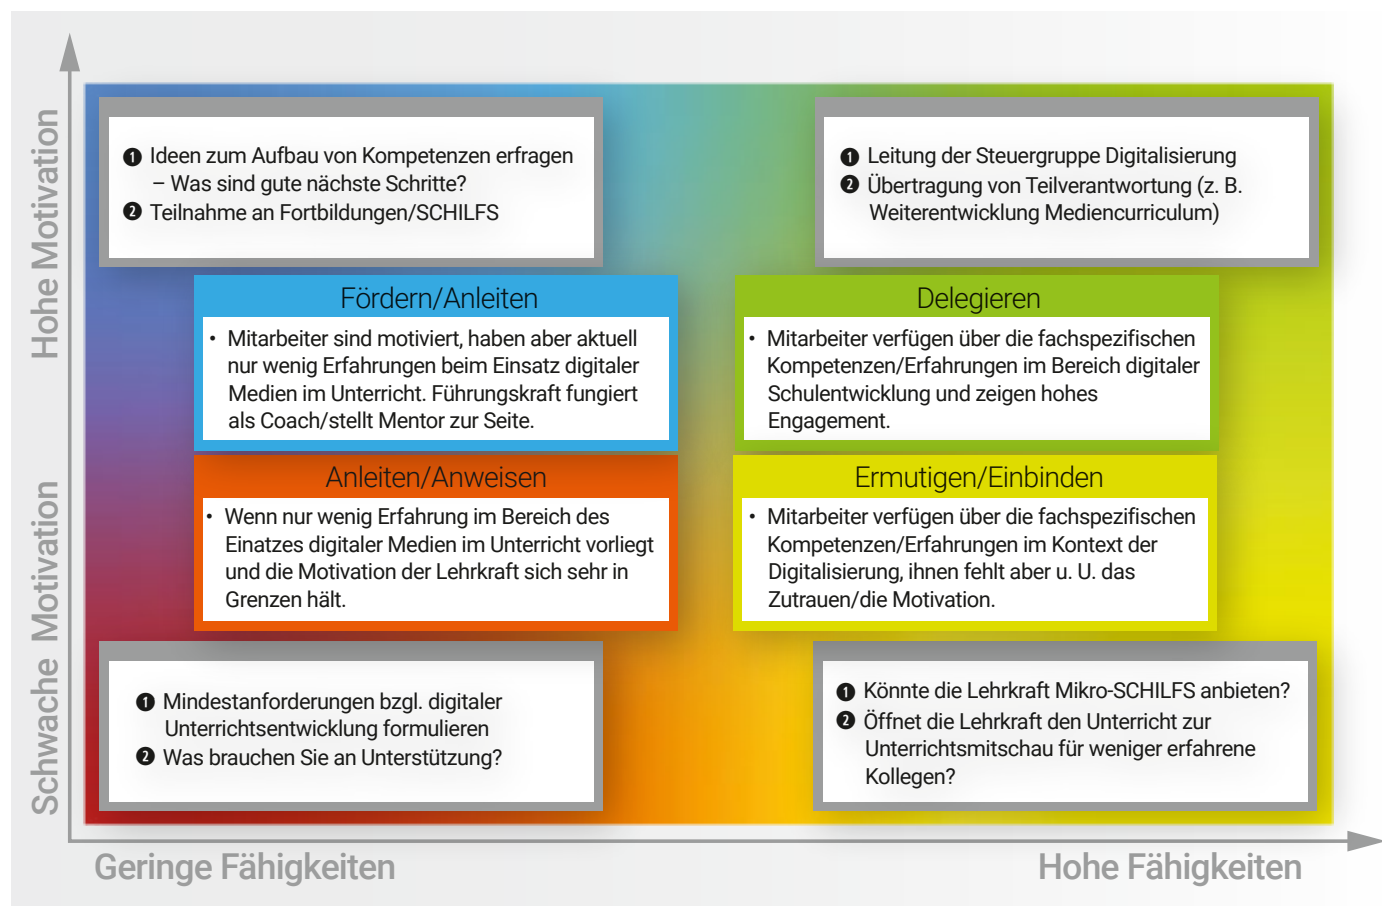 Hohe Motivation
Schwache Motivation
❶ Ideen zum Aufbau von Kompetenzen erfragen
– Was sind gute nächste Schritte?
❷ Teilnahme an Fortbildungen/SCHILFS
❶ Leitung der Steuergruppe Digitalisierung
❷ Übertragung von Teilverantwortung (z. B.
Weiterentwicklung Mediencurriculum)
Fördern/Anleiten
• Mitarbeiter sind motiviert, haben aber aktuell
nur wenig Erfahrungen beim Einsatz digitaler
Medien im Unterricht. Führungskraft fungiert
als Coach/stellt Mentor zur Seite.
Delegieren
• Mitarbeiter verfügen über die fachspezifischen
Kompetenzen/Erfahrungen im Bereich digitaler
Schulentwicklung und zeigen hohes
Engagement.
Anleiten/Anweisen
• Wenn nur wenig Erfahrung im Bereich des
Einatzes digitaler Medien im Unterricht vorliegt
und die Motivation der Lehrkraft sich sehr in
Grenzen hält.
Ermutigen/Einbinden
• Mitarbeiter verfügen über die fachspezifischen
Kompetenzen/Erfahrungen im Kontext der
Digitalisierung, ihnen fehlt aber u. U. das
Zutrauen/die Motivation.
❶ Mindestanforderungen bzgl. digitaler
Unterrichtsentwicklung formulieren
❷ Was brauchen Sie an Unterstützung?
❶ Könnte die Lehrkraft Mikro-SCHILFS anbieten?
❷ Öffnet die Lehrkraft den Unterricht zur
Unterrichtsmitschau für weniger erfahrene
Kollegen?
Geringe Fähigkeiten
Hohe Fähigkeiten